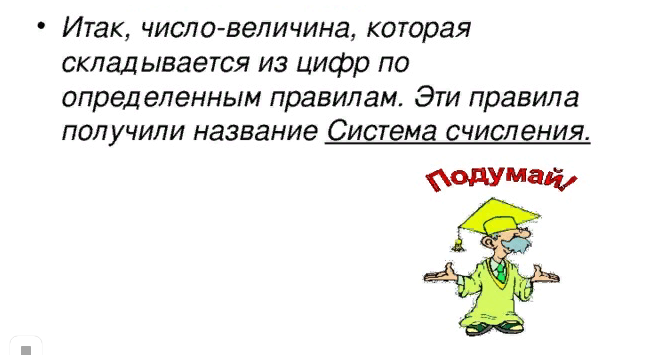 • Итак, число-величина, которая
складывается из цифр по
определенным правилам. Эти правила
получили название Система счисления.
Подумай!